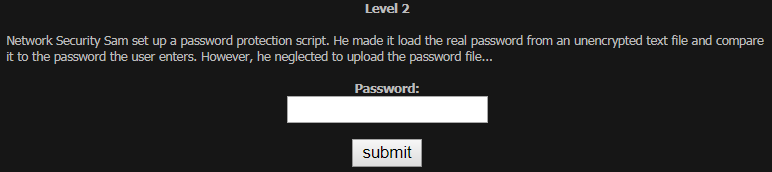 Level 2
Network Security Sam set up a password protection script. He made it load the real password from an unencrypted text file and compare
it to the password the user enters. However, he neglected to upload the password file...
Password:
submit